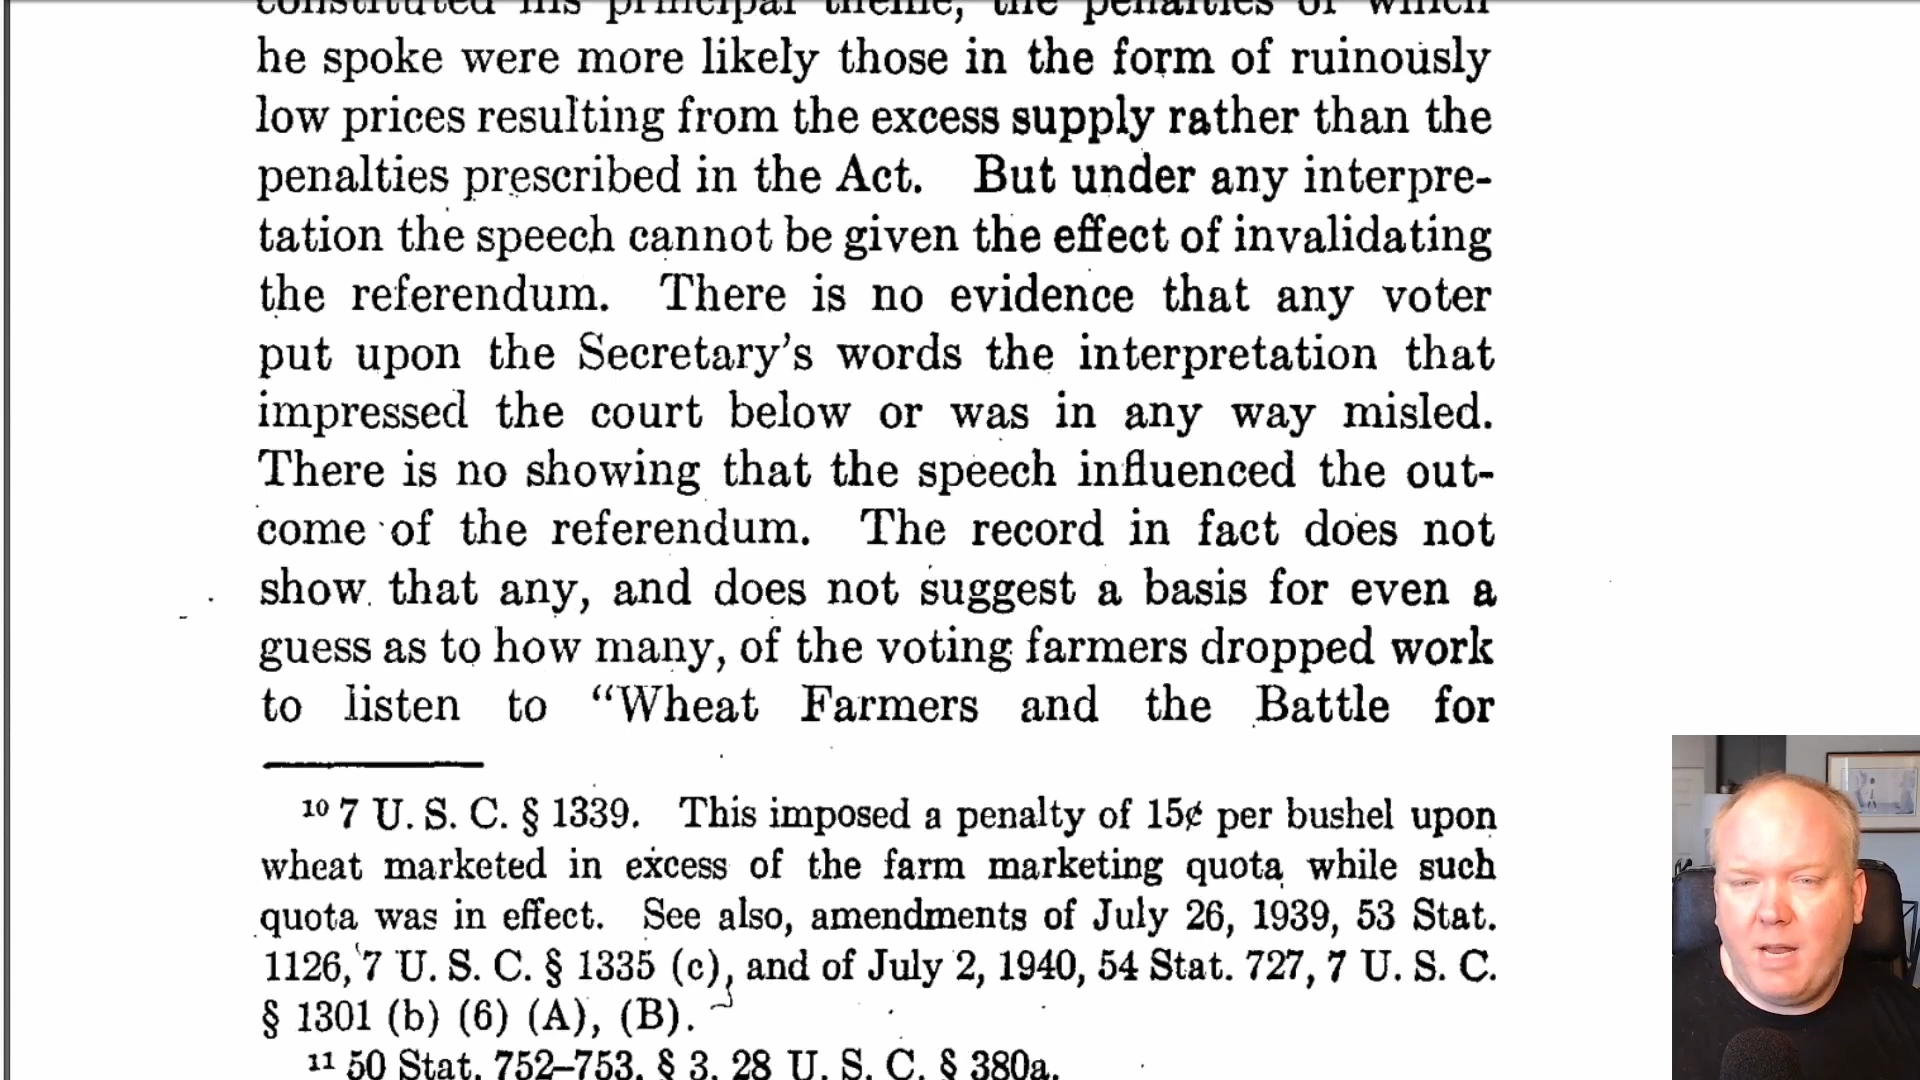 constituted his principal theme, the penalties of which
he spoke were more likely those in the form of ruinously
low prices resulting from the excess supply rather than the
penalties prescribed in the Act. But under any interpre-
tation the speech cannot be given the effect of invalidating
the referendum. There is no evidence that any voter
put upon the Secretary's words the interpretation that
impressed the court below or was in any way misled.
There is no showing that the speech influenced the out-
come of the referendum. The record in fact does not
show that any, and does not suggest a basis for even a
guess as to how many, of the voting farmers dropped work
to listen to “Wheat Farmers and the Battle for
10 7 U. S. C. § 1339. This imposed a penalty of 15¢ per bushel upon
wheat marketed in excess of the farm marketing quota while such
quota was in effect. See also, amendments of July 26, 1939, 53 Stat.
1126, 7 U. S. C. § 1335 (c), and of July 2, 1940, 54 Stat. 727, 7 U. S. C.
§ 1301 (b) (6) (A), (B).
11 50 Stat. 752–753, § 3, 28 U. S. C. § 380a.